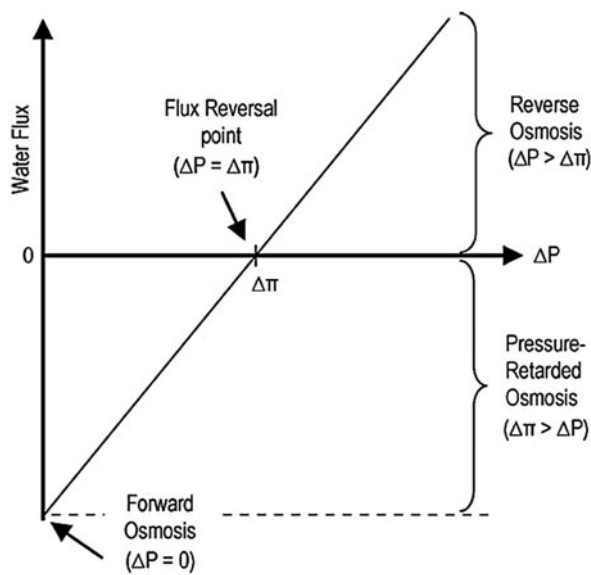 Water Flux
Flux Reversal
point
(ΔP = Δπ)
Reverse
Osmosis
(ΔP > Δπ)
0
ΔP
Δπ
Pressure-
Retarded
Osmosis
(Δπ > ΔP)
Forward
Osmosis
(ΔP = 0)